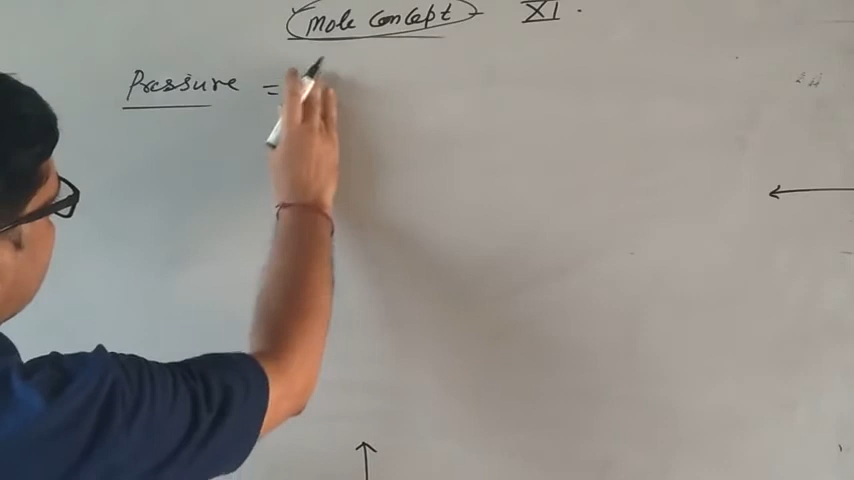 Mole Concept XI.
Pressure =